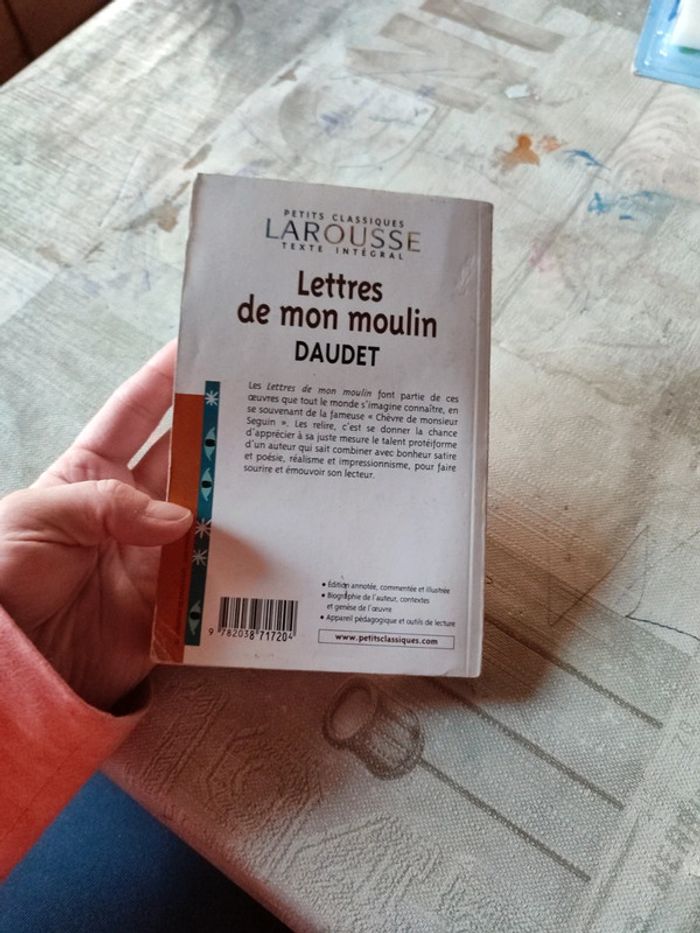 PETITS CLASSIQUES
LAROUSSE
TEXTE INTÉGRAL
Lettres
de mon moulin
DAUDET
Les Lettres de mon moulin font partie de ces
œuvres que tout le monde s'imagine connaître, en
se souvenant de la fameuse « Chèvre de monsieur
Seguin ». Les relire, c'est se donner la chance
d'apprécier à sa juste mesure le talent protéiforme
d'un auteur qui sait combiner avec bonheur satire
et poésie, réalisme et impressionnisme, pour faire
sourire et émouvoir son lecteur.
• Édition annotée, commentée et illustrée
• Biographie de l'auteur, contextes
et genèse de l'œuvre
• Appareil pédagogique et outils de lecture
www.petitsclassiques.com
9 782038 717204